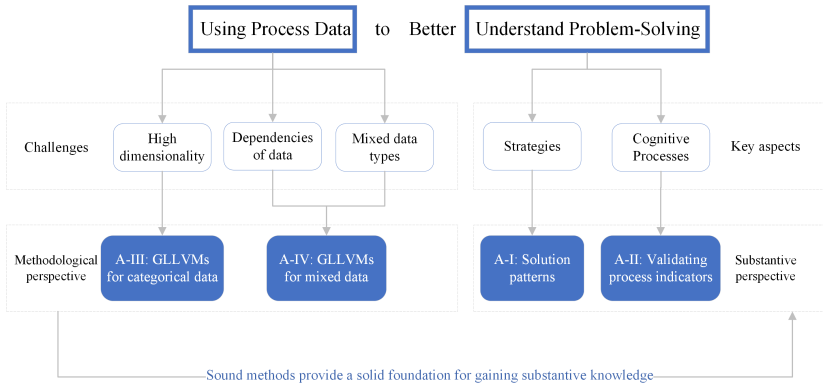 Using Process Data to Better Understand Problem-Solving
Challenges
High
dimensionality
Dependencies
of data
Mixed data
types
Strategies
Cognitive
Processes
Key aspects
Methodological
perspective
A-III: GLLVMs
for categorical data
A-IV: GLLVMs
for mixed data
A-I: Solution
patterns
A-II: Validating
process indicators
Substantive
perspective
Sound methods provide a solid foundation for gaining substantive knowledge